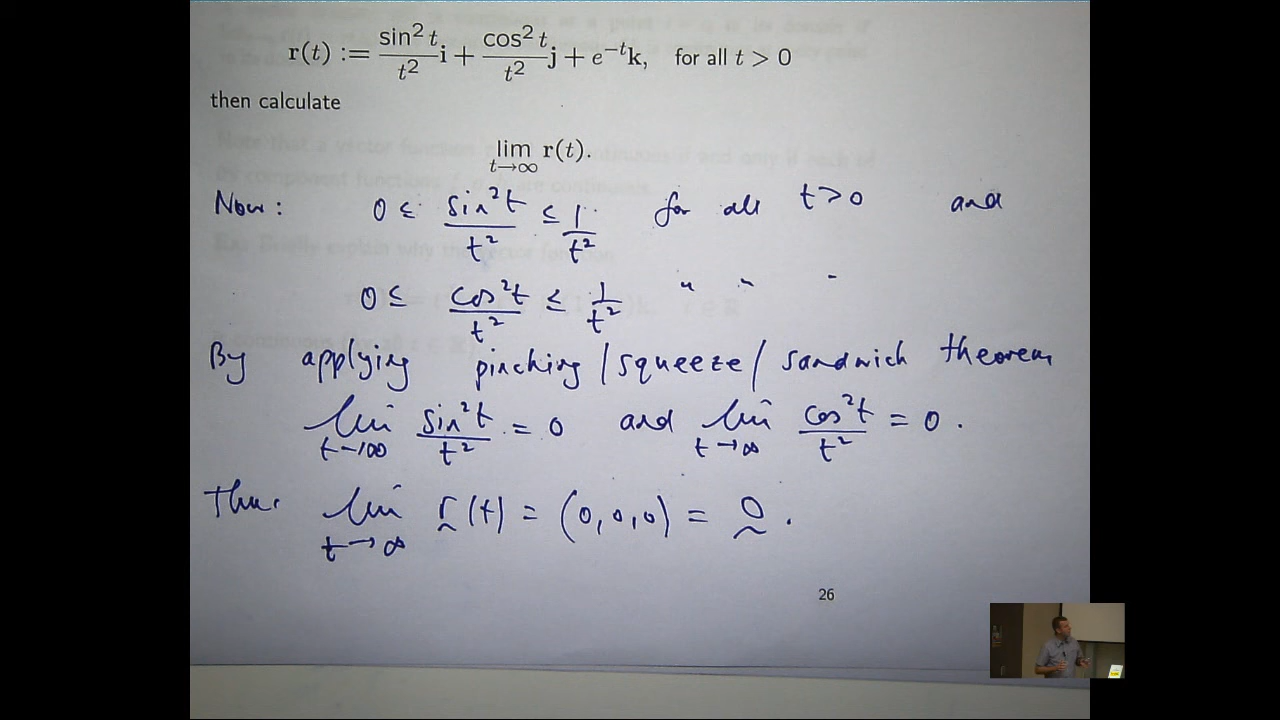 r(t) := sin² t/t² i + cos² t/t² j + e^{-t}k, for all t > 0
then calculate
lim_{t→∞} r(t).
Now: 0 ≤ sin²t/t² ≤ 1/t² for all t>0 and
0 ≤ cos²t/t² ≤ 1/t² " " "
By applying pinching / squeeze / sandwich theorem
lim_{t→∞} sin²t/t² = 0 and lim_{t→∞} cos²t/t² = 0.
Thus lim_{t→∞} r(t) = (0,0,0) = 0.
26